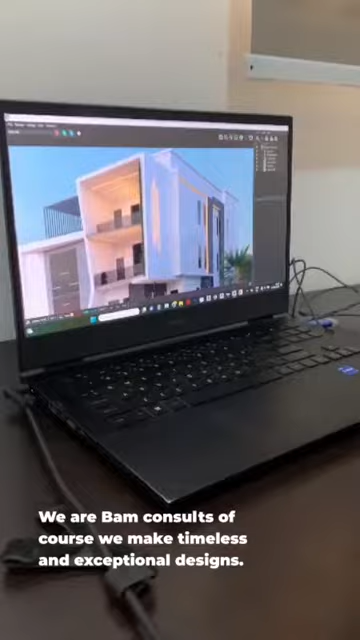 We are Bam consults of
course we make timeless
and exceptional designs.